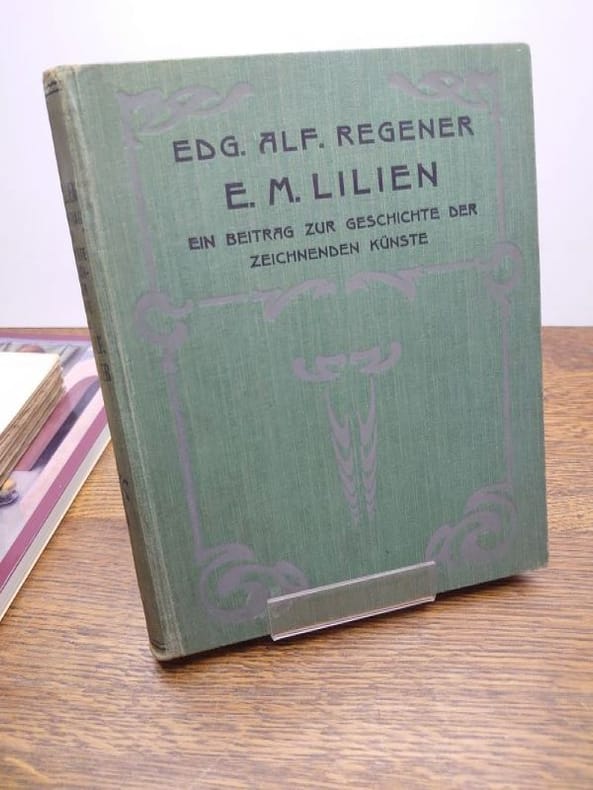 EDG. ALF. REGENER
E. M. LILIEN
EIN BEITRAG ZUR GESCHICHTE DER
ZEICHNENDEN KÜNSTE